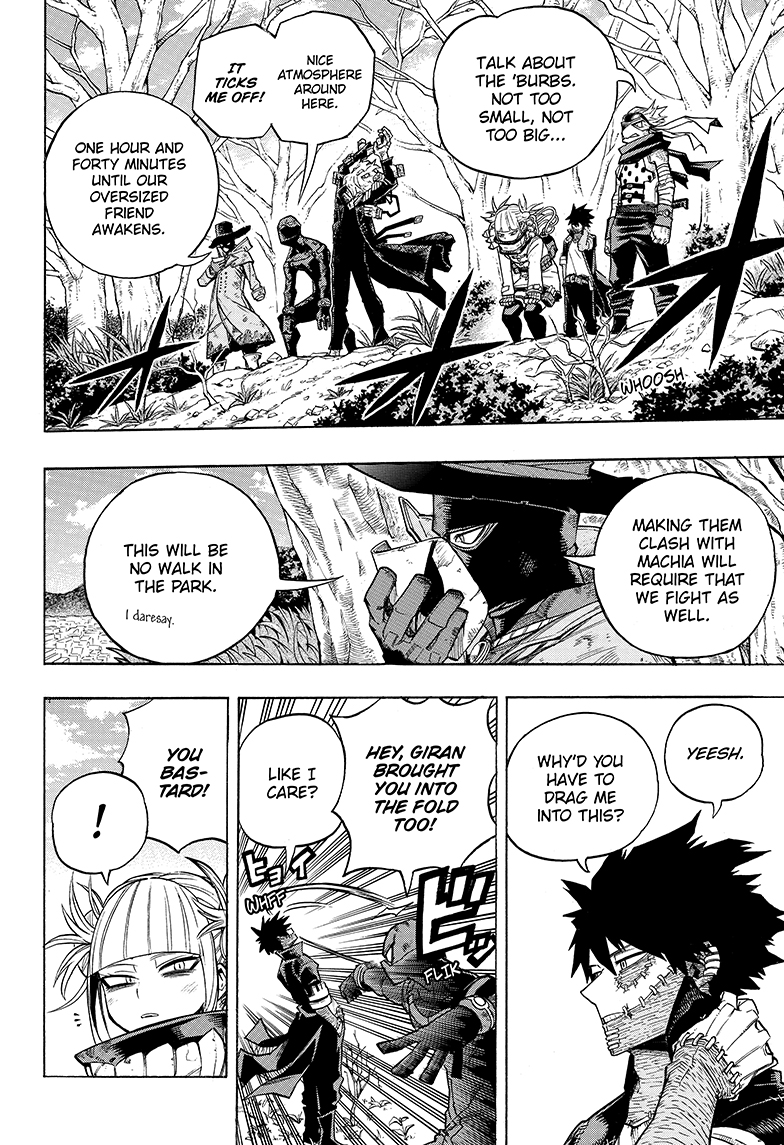 TALK ABOUT
THE 'BURBS.
NOT TOO
SMALL, NOT
TOO BIG...
NICE
ATMOSPHERE
AROUND
HERE.
IT
TICKS
ME OFF!
ONE HOUR AND
FORTY MINUTES
UNTIL OUR
OVERSIZED
FRIEND
AWAKENS.
WHOOSH
MAKING THEM
CLASH WITH
MACHIA WILL
REQUIRE THAT
WE FIGHT AS
WELL.
THIS WILL BE
NO WALK IN
THE PARK.
I daresay.
YEESH.
WHY'D YOU
HAVE TO
DRAG ME
INTO THIS?
HEY, GIRAN
BROUGHT
YOU INTO
THE FOLD
TOO!
LIKE I
CARE?
ヒョイ
WHFF
ビッ
FLIK
YOU
BAS-
TARD!
!